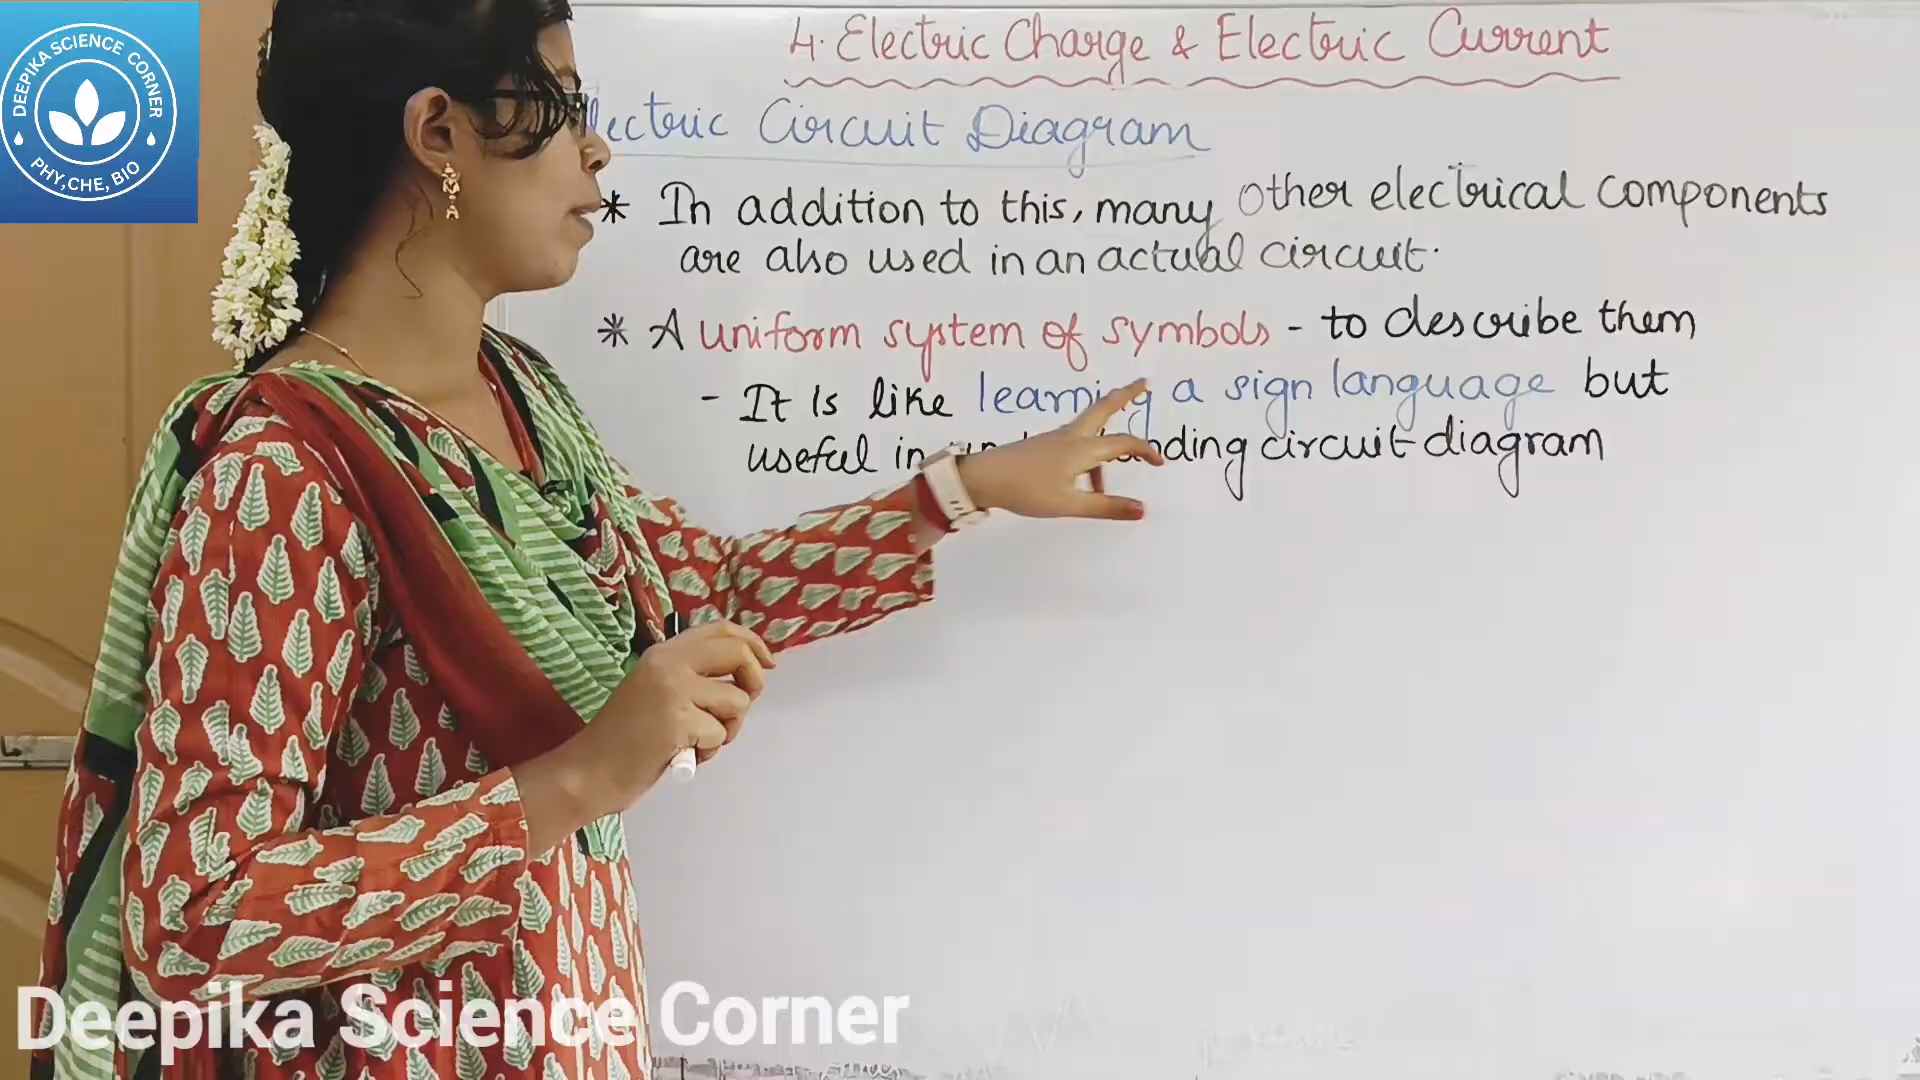 DEEPIKA SCIENCE CORNER
PHY,CHE, BIO
4. Electric Charge & Electric Current
Circuit Diagram
* In addition to this, many other electrical components
are also used in an actual circuit.
* A uniform system of symbols - to describe them
- It is like learning a sign language but
useful in circuit diagram
Deepika Science Corner